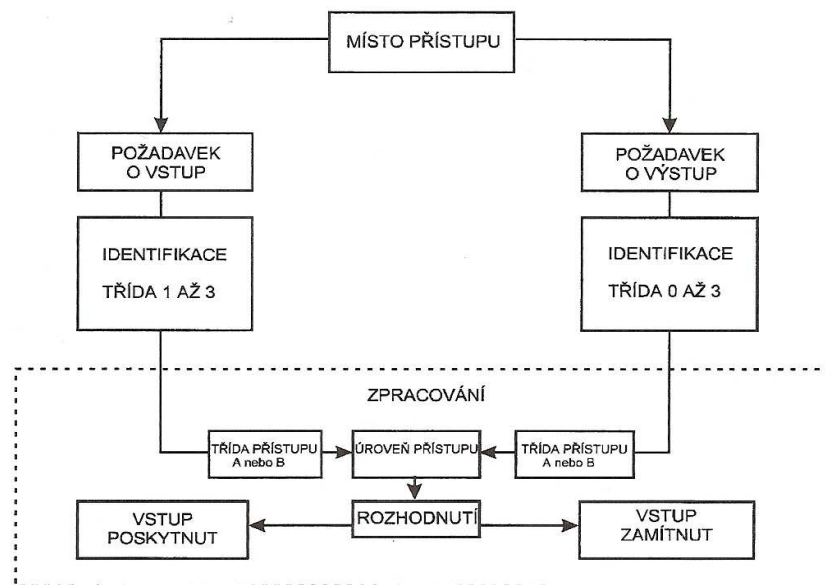 MÍSTO PŘÍSTUPU
POŽADAVEK
O VSTUP
POŽADAVEK
O VÝSTUP
IDENTIFIKACE
TŘÍDA 1 AŽ 3
IDENTIFIKACE
TŘÍDA 0 AŽ 3
ZPRACOVÁNÍ
TŘÍDA PŘÍSTUPU
A nebo B
ÚROVEŇ PŘÍSTUPU
TŘÍDA PŘÍSTUPU
A nebo B
VSTUP
POSKYTNUT
ROZHODNUTÍ
VSTUP
ZAMÍTNUT